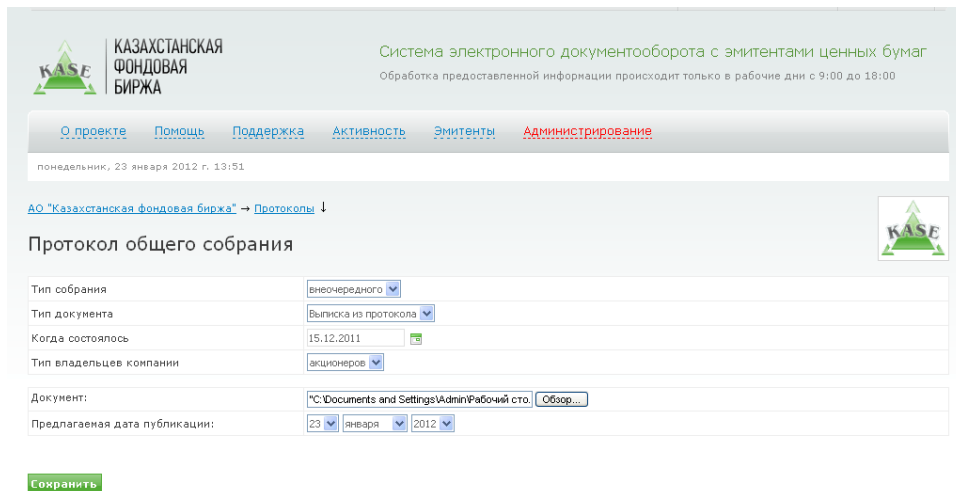 KASE
КАЗАХСТАНСКАЯ
ФОНДОВАЯ
БИРЖА
Система электронного документооборота с эмитентами ценных бумаг
Обработка предоставленной информации происходит только в рабочие дни с 9:00 до 18:00
О проекте Помощь Поддержка Активность Эмитенты Администрирование
понедельник, 23 января 2012 г. 13:51
АО "Казахстанская фондовая биржа" → Протоколы ↓
KASE
Протокол общего собрания
Тип собрания внеочередного
Тип документа Выписка из протокола
Когда состоялось 15.12.2011
Тип владельцев компании акционеров
Документ: "C:\Documents and Settings\Admin\Рабочий сто. Обзор...
Предлагаемая дата публикации: 23 января 2012
Сохранить